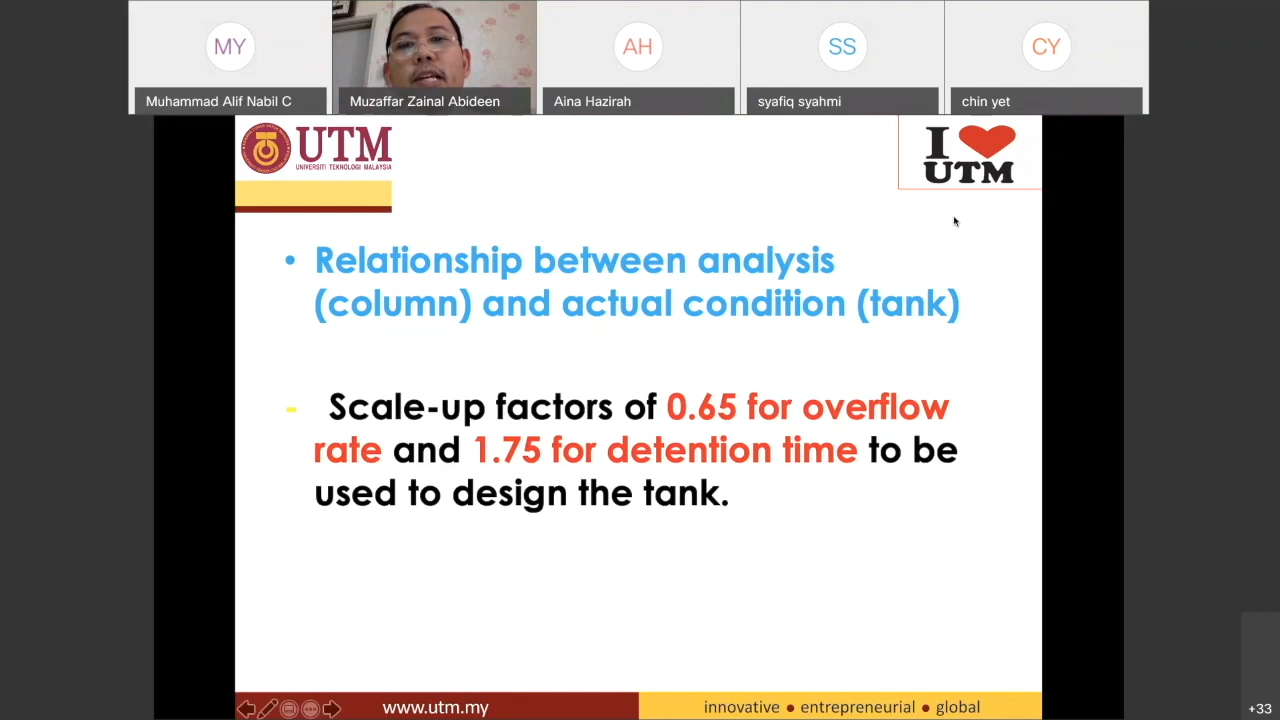 MY
AH
SS
CY
Muhammad Alif Nabil C
Muzaffar Zainal Abideen
Aina Hazirah
syafiq syahmi
chin yet
UTM
UNIVERSITI TEKNOLOGI MALAYSIA
I
UTM
• Relationship between analysis
(column) and actual condition (tank)
- Scale-up factors of 0.65 for overflow
rate and 1.75 for detention time to be
used to design the tank.
www.utm.my
innovative ● entrepreneurial ● global
+33